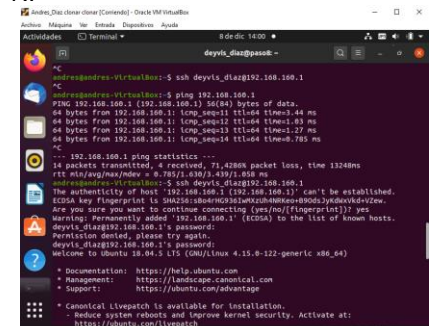 Andres_Diaz clonar clonar [Corriendo] - Oracle VM VirtualBox
Archivo Máquina Ver Entrada Dispositivos Ayuda
Actividades Terminal 8 de dic 14:00
deyvis_diaz@paso8: ~
^C
andres@andres-VirtualBox:~$ ssh deyvis_diaz@192.168.160.1
^C
andres@andres-VirtualBox:~$ ping 192.168.160.1
PING 192.168.160.1 (192.168.160.1) 56(84) bytes of data.
64 bytes from 192.168.160.1: icmp_seq=11 ttl=64 time=3.44 ms
64 bytes from 192.168.160.1: icmp_seq=12 ttl=64 time=1.03 ms
64 bytes from 192.168.160.1: icmp_seq=13 ttl=64 time=1.27 ms
64 bytes from 192.168.160.1: icmp_seq=14 ttl=64 time=0.785 ms
^C
--- 192.168.160.1 ping statistics ---
14 packets transmitted, 4 received, 71,4286% packet loss, time 13248ms
rtt min/avg/max/mdev = 0.785/1.630/3.439/1.058 ms
andres@andres-VirtualBox:~$ ssh deyvis_diaz@192.168.160.1
The authenticity of host '192.168.160.1 (192.168.160.1)' can't be established.
ECDSA key fingerprint is
Are you sure you want to continue connecting (yes/no/[fingerprint])? yes
Warning: Permanently added '192.168.160.1' (ECDSA) to the list of known hosts.
deyvis_diaz@192.168.160.1's password:
Permission denied, please try again.
deyvis_diaz@192.168.160.1's password:
Welcome to Ubuntu 18.04.5 LTS (GNU/Linux 4.15.0-122-generic x86_64)
* Documentation: https://help.ubuntu.com
* Management: https://landscape.canonical.com
* Support: https://ubuntu.com/advantage
* Canonical Livepatch is available for installation.
- Reduce system reboots and improve kernel security. Activate at:
https://ubuntu.com/livepatch